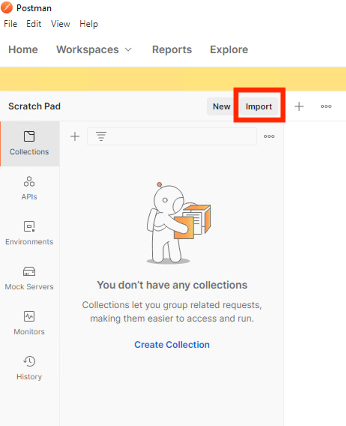 Postman
File Edit View Help
Home Workspaces Reports Explore
Scratch Pad New Import
Collections
APIs
Environments
Mock Servers
Monitors
History
You don't have any collections
Collections let you group related requests,
making them easier to access and run.
Create Collection